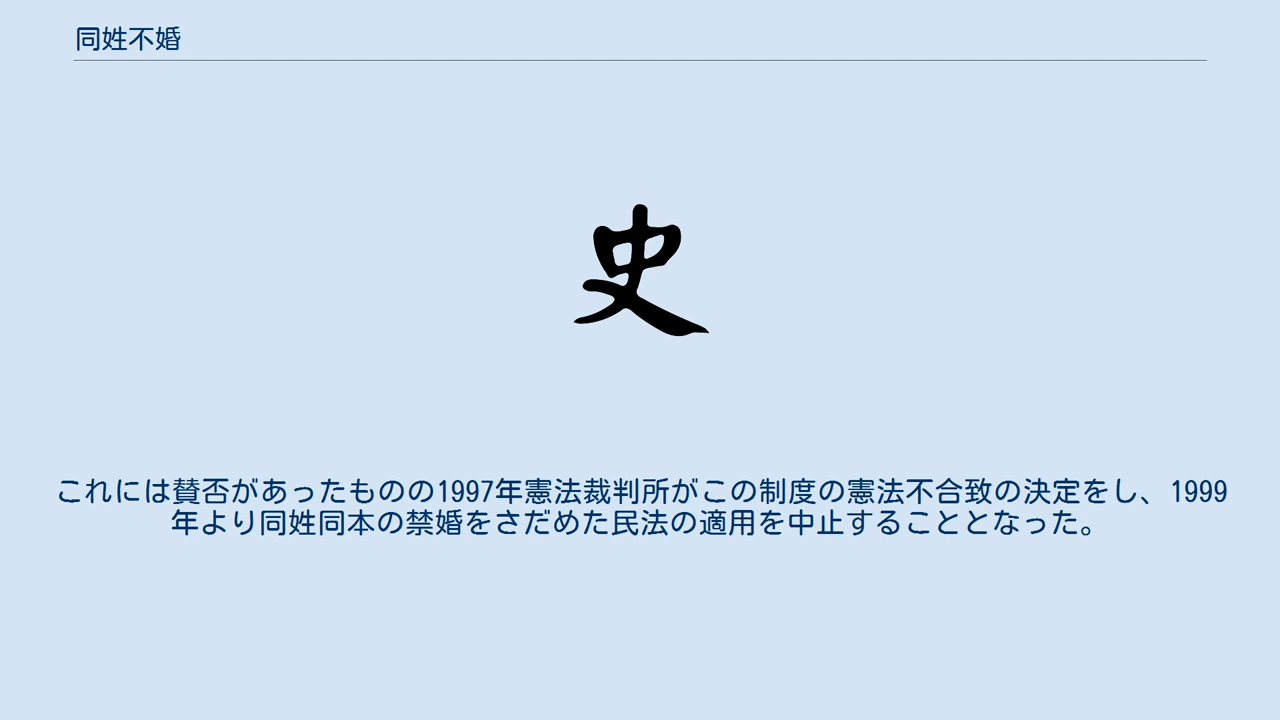 同姓不婚
史
これには賛否があったものの1997年憲法裁判所がこの制度の憲法不合致の決定をし、1999
年より同姓同本の禁婚をさだめた民法の適用を中止することとなった。